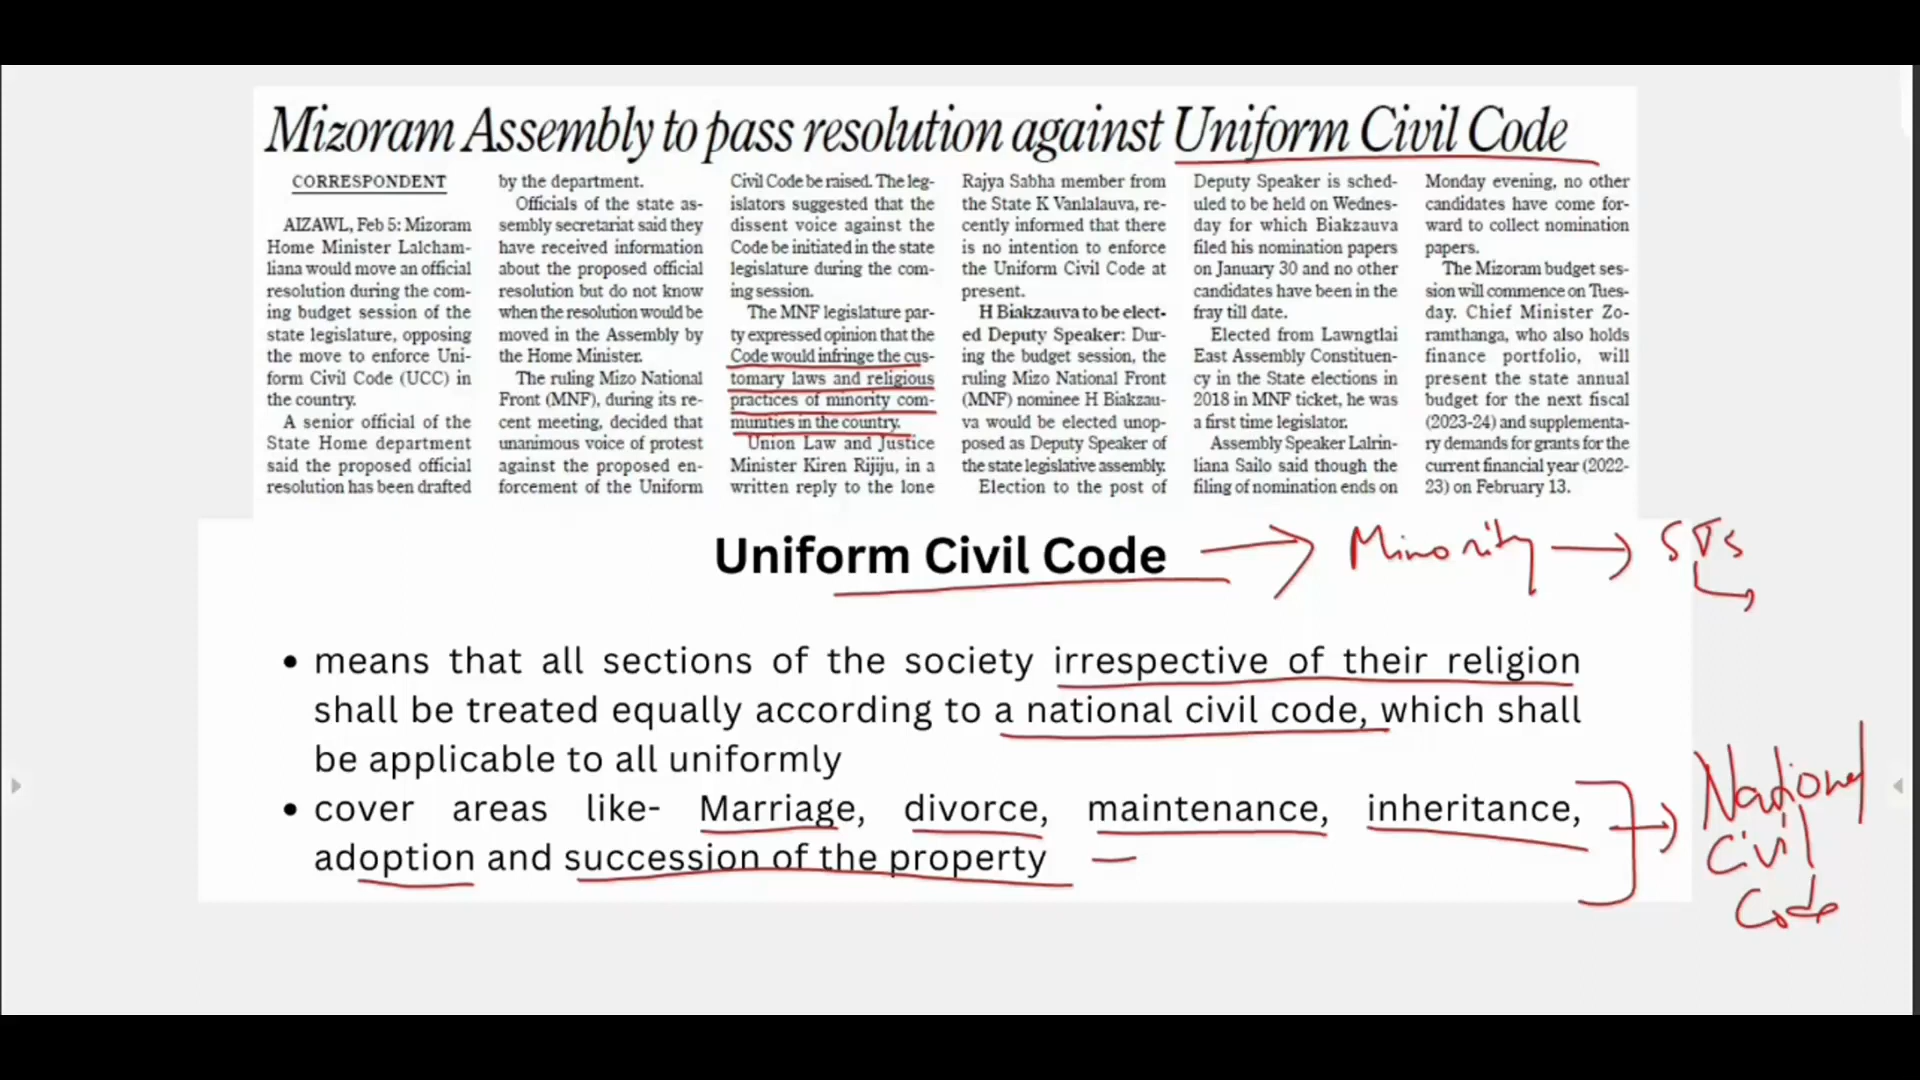 Mizoram Assembly to pass resolution against Uniform Civil Code
CORRESPONDENT
AIZAWL, Feb 5: Mizoram
Home Minister Lalcham-
liana would move an official
resolution during the com-
ing budget session of the
state legislature, opposing
the move to enforce Uni-
form Civil Code (UCC) in
the country.
A senior official of the
State Home department
said the proposed official
resolution has been drafted
by the department.
Officials of the state as-
sembly secretariat said they
have received information
about the proposed official
resolution but do not know
when the resolution would be
moved in the Assembly by
the Home Minister.
The ruling Mizo National
Front (MNF), during its re-
cent meeting, decided that
unanimous voice of protest
against the proposed en-
forcement of the Uniform
Civil Code be raised. The leg-
islators suggested that the
dissent voice against the
Code be initiated in the state
legislature during the com-
ing session.
The MNF legislature par-
ty expressed opinion that the
Code would infringe the cus-
tomary laws and religious
practices of minority com-
munities in the country.
Union Law and Justice
Minister Kiren Rijiju, in a
written reply to the lone
Rajya Sabha member from
the State K Vanlalauva, re-
cently informed that there
is no intention to enforce
the Uniform Civil Code at
present.
H Biakzauva to be elect-
ed Deputy Speaker: Dur-
ing the budget session, the
ruling Mizo National Front
(MNF) nominee H Biakzau-
va would be elected unop-
posed as Deputy Speaker of
the state legislative assembly.
Election to the post of
Deputy Speaker is sched-
uled to be held on Wednes-
day for which Biakzauva
filed his nomination papers
on January 30 and no other
candidates have been in the
fray till date.
Elected from Lawngtlai
East Assembly Constituen-
cy in the State elections in
2018 in MNF ticket, he was
a first time legislator.
Assembly Speaker Lalrin-
liana Sailo said though the
filing of nomination ends on
Monday evening, no other
candidates have come for-
ward to collect nomination
papers.
The Mizoram budget ses-
sion will commence on Tues-
day. Chief Minister Zo-
ramthanga, who also holds
finance portfolio, will
present the state annual
budget for the next fiscal
(2023-24) and supplementa-
ry demands for grants for the
current financial year (2022-
23) on February 13.
Uniform Civil Code → Minority → STs
• means that all sections of the society irrespective of their religion
shall be treated equally according to a national civil code, which shall
be applicable to all uniformly
• cover areas like- Marriage, divorce, maintenance, inheritance,
adoption and succession of the property
National
Civil
Code